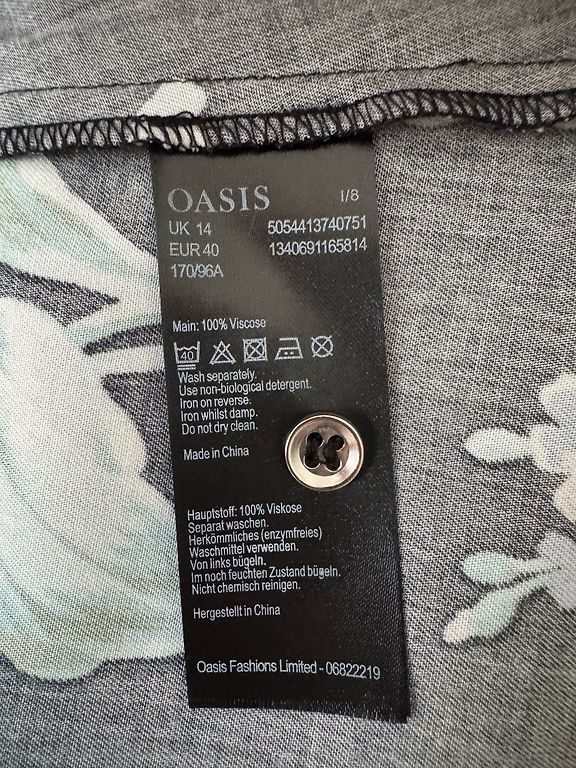 OASIS I/8
UK 14 5054413740751
EUR 40 1340691165814
170/96A
Main: 100% Viscose
40
Wash separately.
Use non-biological detergent.
Iron on reverse.
Iron whilst damp.
Do not dry clean.
Made in China
Hauptstoff: 100% Viskose
Separat waschen.
Herkömmliches (enzymfreies)
Waschmittel verwenden.
Von links bügeln.
Im noch feuchten Zustand bügeln.
Nicht chemisch reinigen.
Hergestellt in China
Oasis Fashions Limited - 06822219